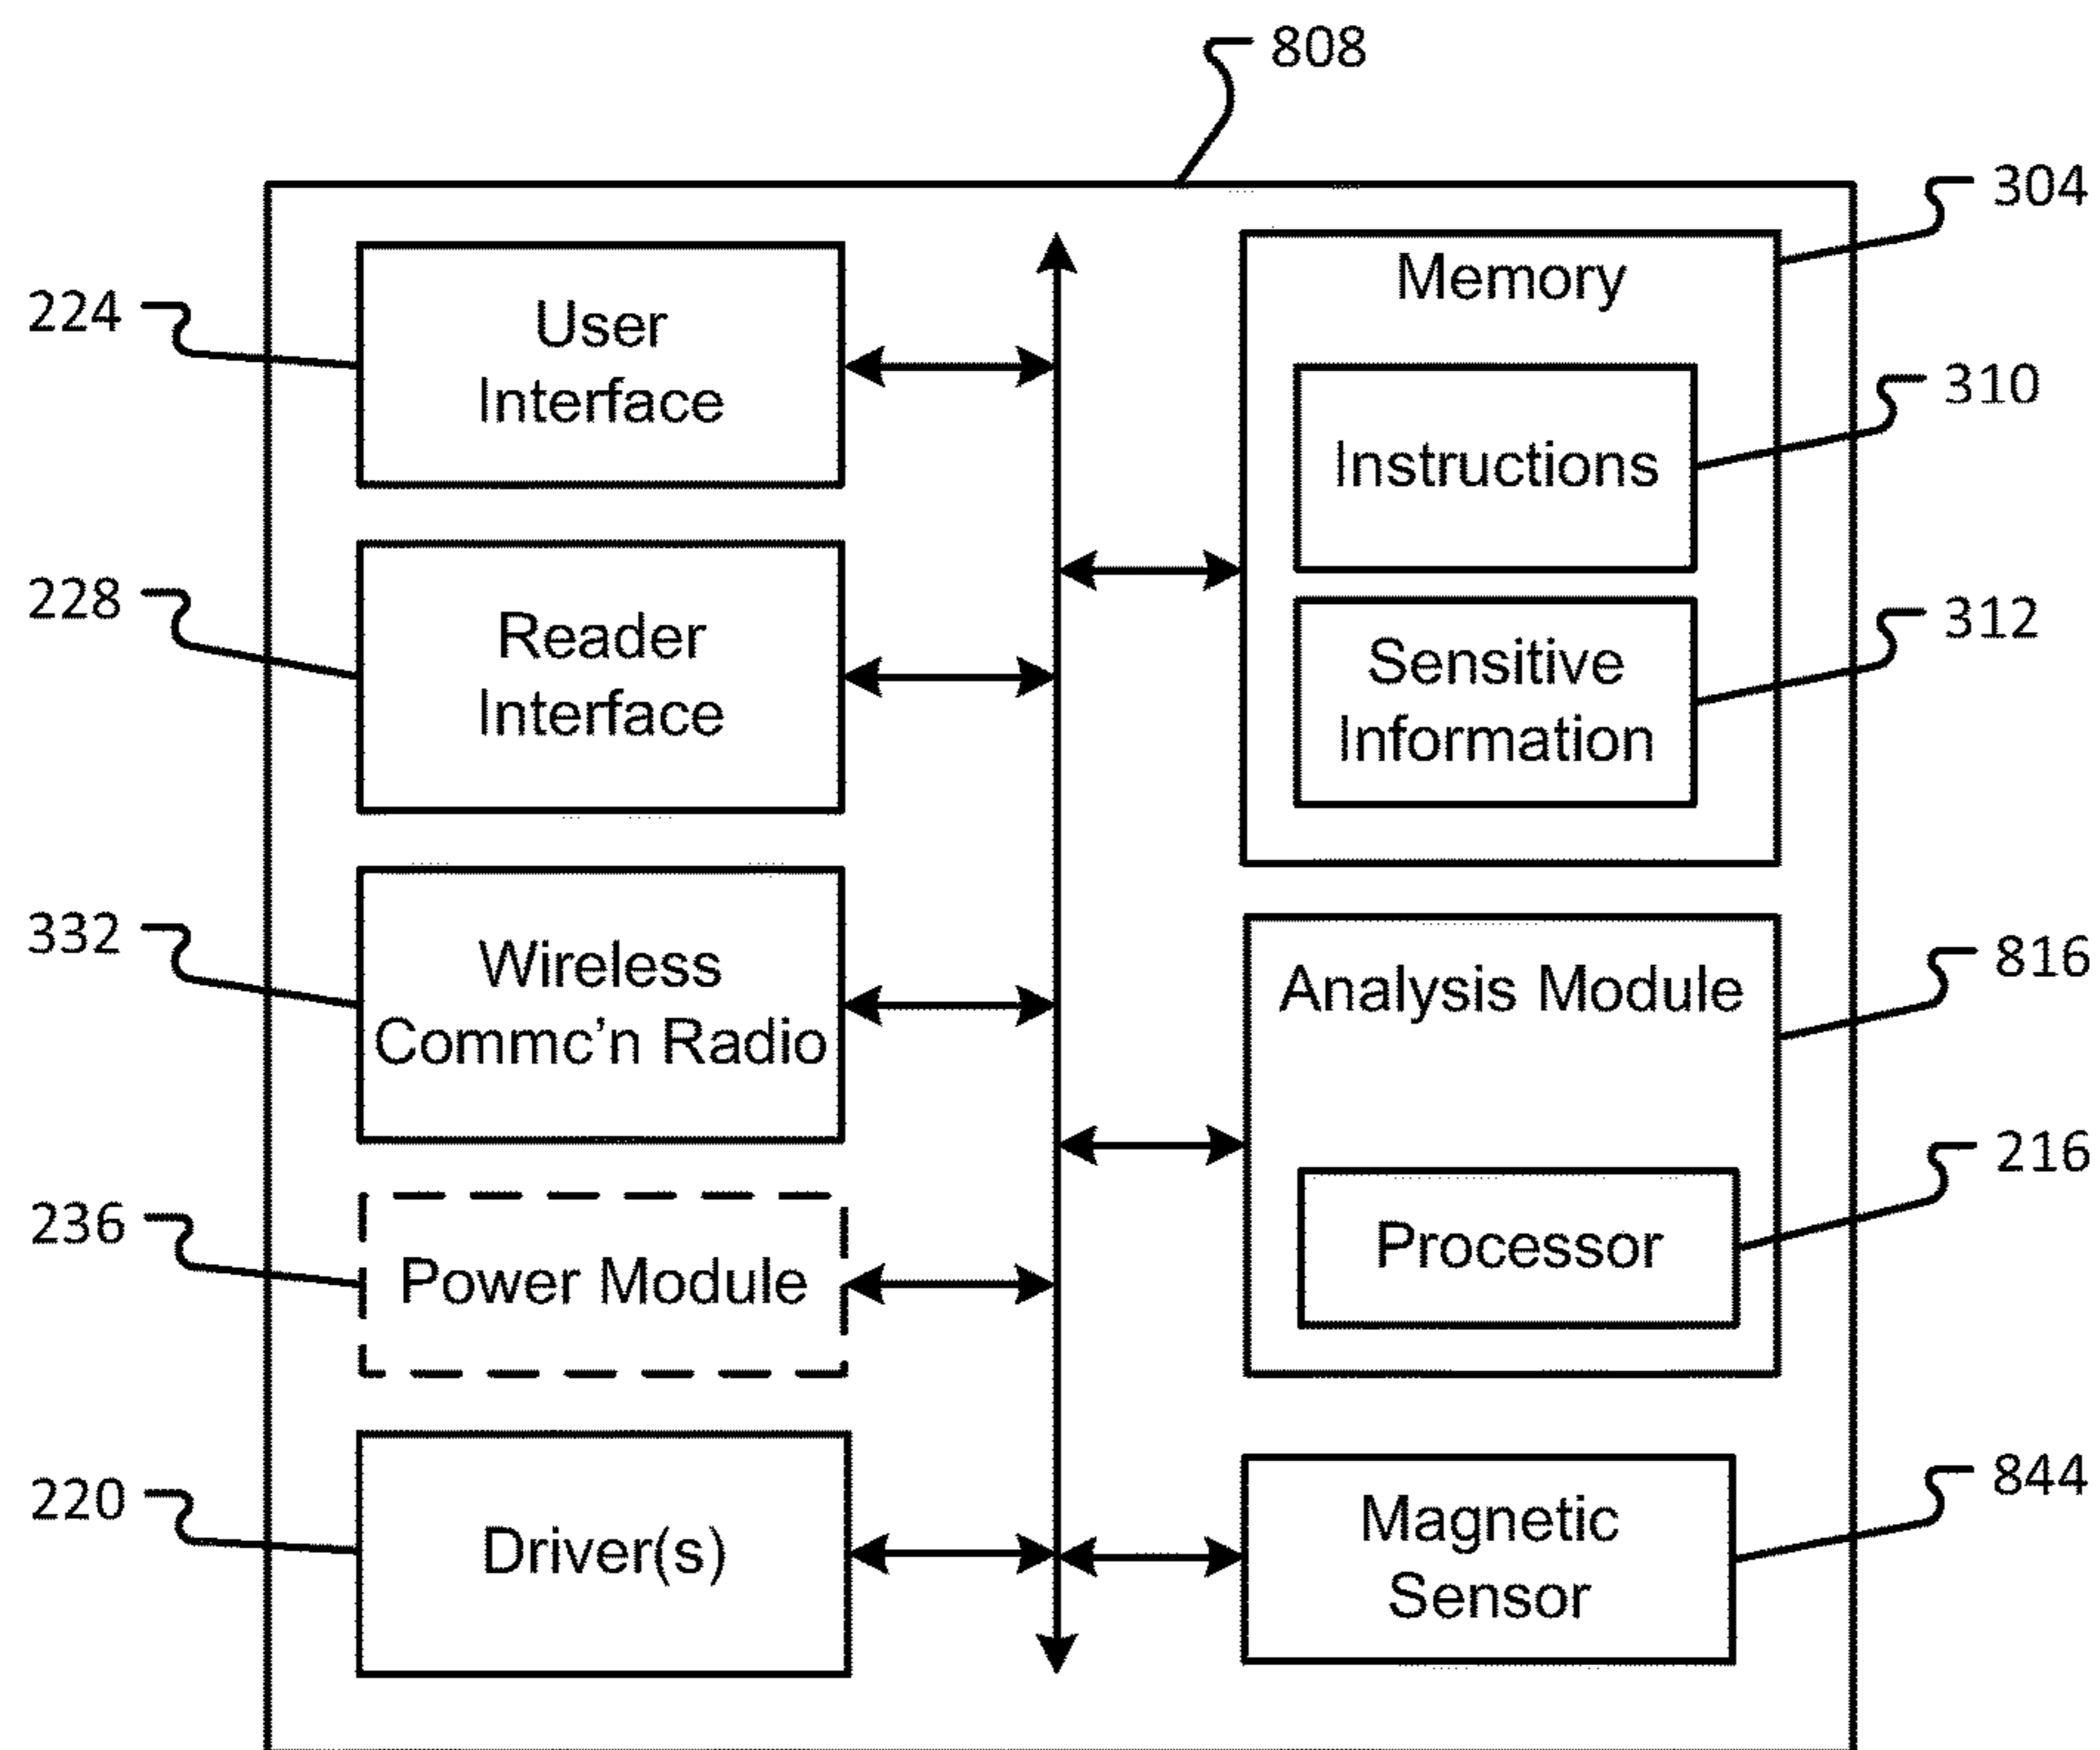 808
304
Memory
224
User
Interface
310
Instructions
228
Reader
Interface
312
Sensitive
Information
332
Wireless
Commc'n Radio
816
Analysis Module
216
Processor
236
Power Module
220
Driver(s)
844
Magnetic
Sensor